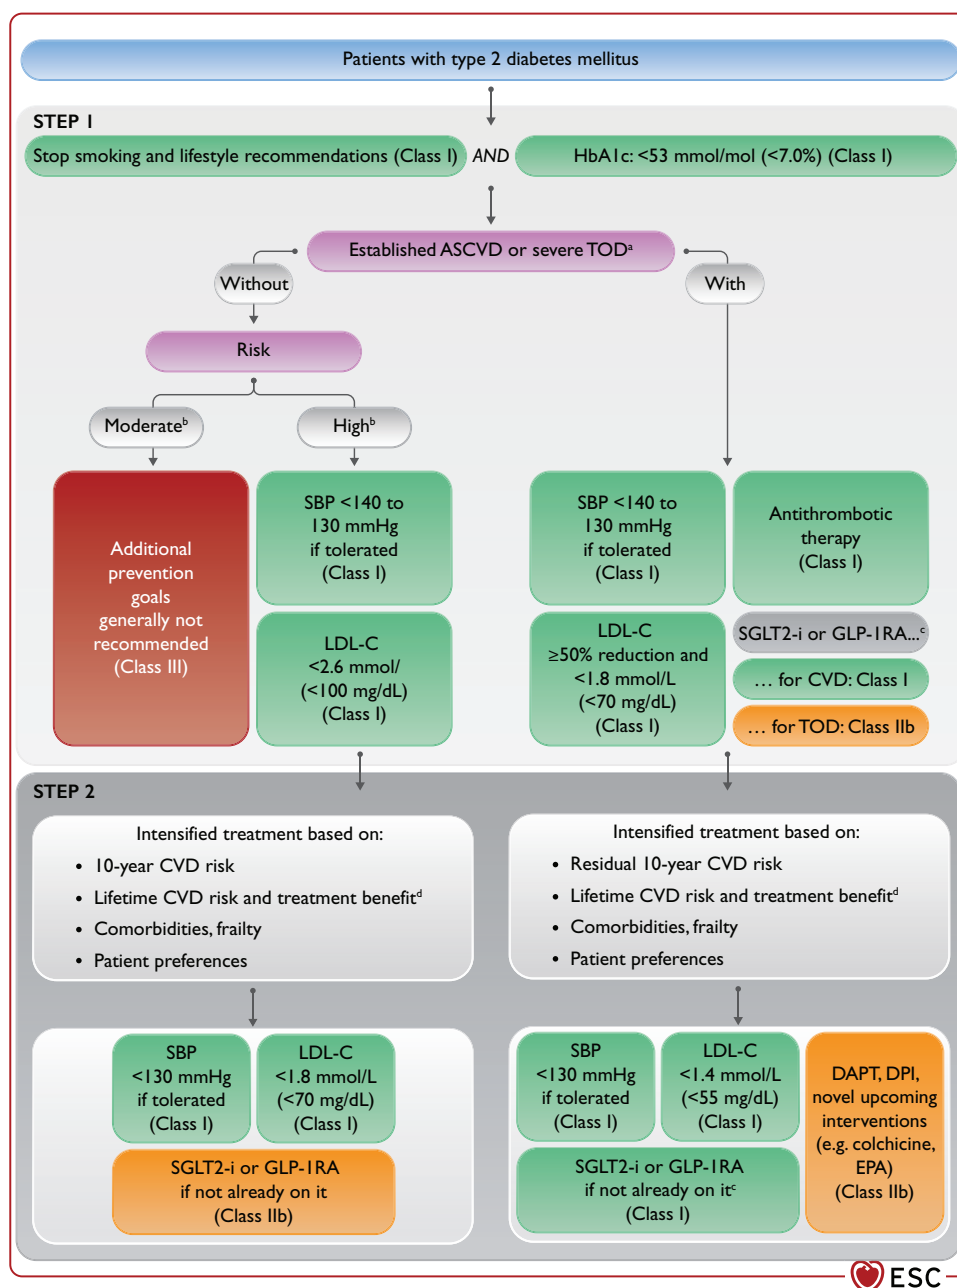 Patients with type 2 diabetes mellitus
STEP 1
Stop smoking and lifestyle recommendations (Class I)
AND
HbA1c: <53 mmol/mol (<7.0%) (Class I)
Established ASCVD or severe TODᵃ
Without
With
Risk
Moderateᵇ
Highᵇ
Additional
prevention
goals
generally not
recommended
(Class III)
SBP <140 to
130 mmHg
if tolerated
(Class I)
LDL-C
<2.6 mmol/
(<100 mg/dL)
(Class I)
SBP <140 to
130 mmHg
if tolerated
(Class I)
LDL-C
≥50% reduction and
<1.8 mmol/L
(<70 mg/dL)
(Class I)
Antithrombotic
therapy
(Class I)
SGLT2-i or GLP-1RA...ᶜ
... for CVD: Class I
... for TOD: Class IIb
STEP 2
Intensified treatment based on:
• 10-year CVD risk
• Lifetime CVD risk and treatment benefitᵈ
• Comorbidities, frailty
• Patient preferences
Intensified treatment based on:
• Residual 10-year CVD risk
• Lifetime CVD risk and treatment benefitᵈ
• Comorbidities, frailty
• Patient preferences
SBP
<130 mmHg
if tolerated
(Class I)
LDL-C
<1.8 mmol/L
(<70 mg/dL)
(Class I)
SGLT2-i or GLP-1RA
if not already on it
(Class IIb)
SBP
<130 mmHg
if tolerated
(Class I)
LDL-C
<1.4 mmol/L
(<55 mg/dL)
(Class I)
SGLT2-i or GLP-1RA
if not already on itᶜ
(Class I)
DAPT, DPI,
novel upcoming
interventions
(e.g. colchicine,
EPA)
(Class IIb)
ESC